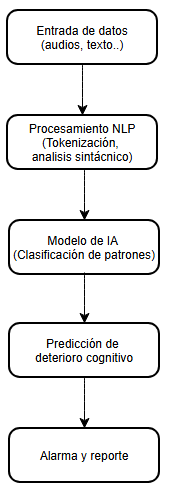 Entrada de datos
(audios, texto..)
Procesamiento NLP
(Tokenización,
analisis sintácnico)
Modelo de IA
(Clasificación de patrones)
Predicción de
deterioro cognitivo
Alarma y reporte